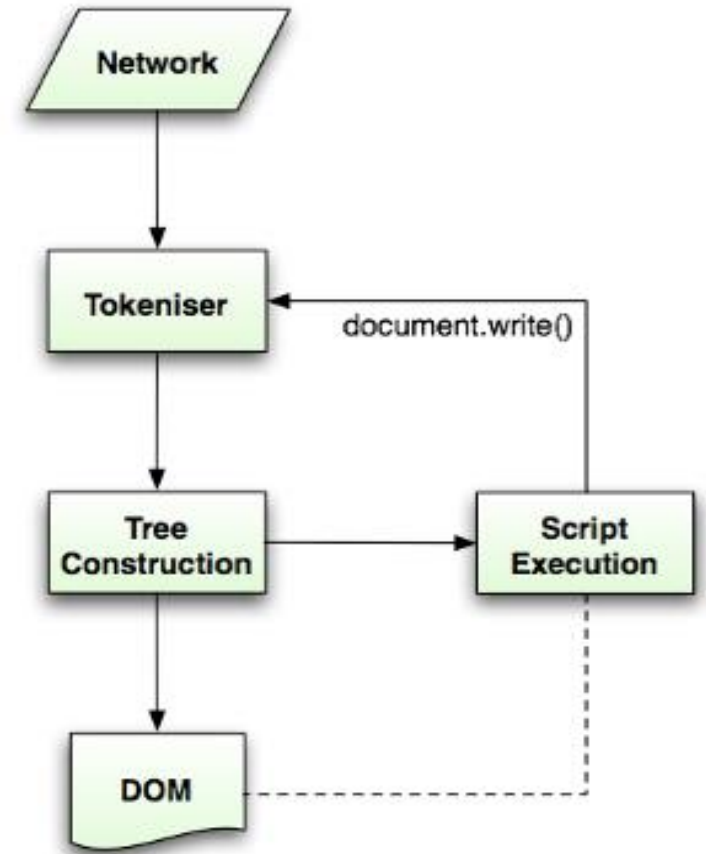 Network
Tokeniser
document.write()
Tree
Construction
Script
Execution
DOM